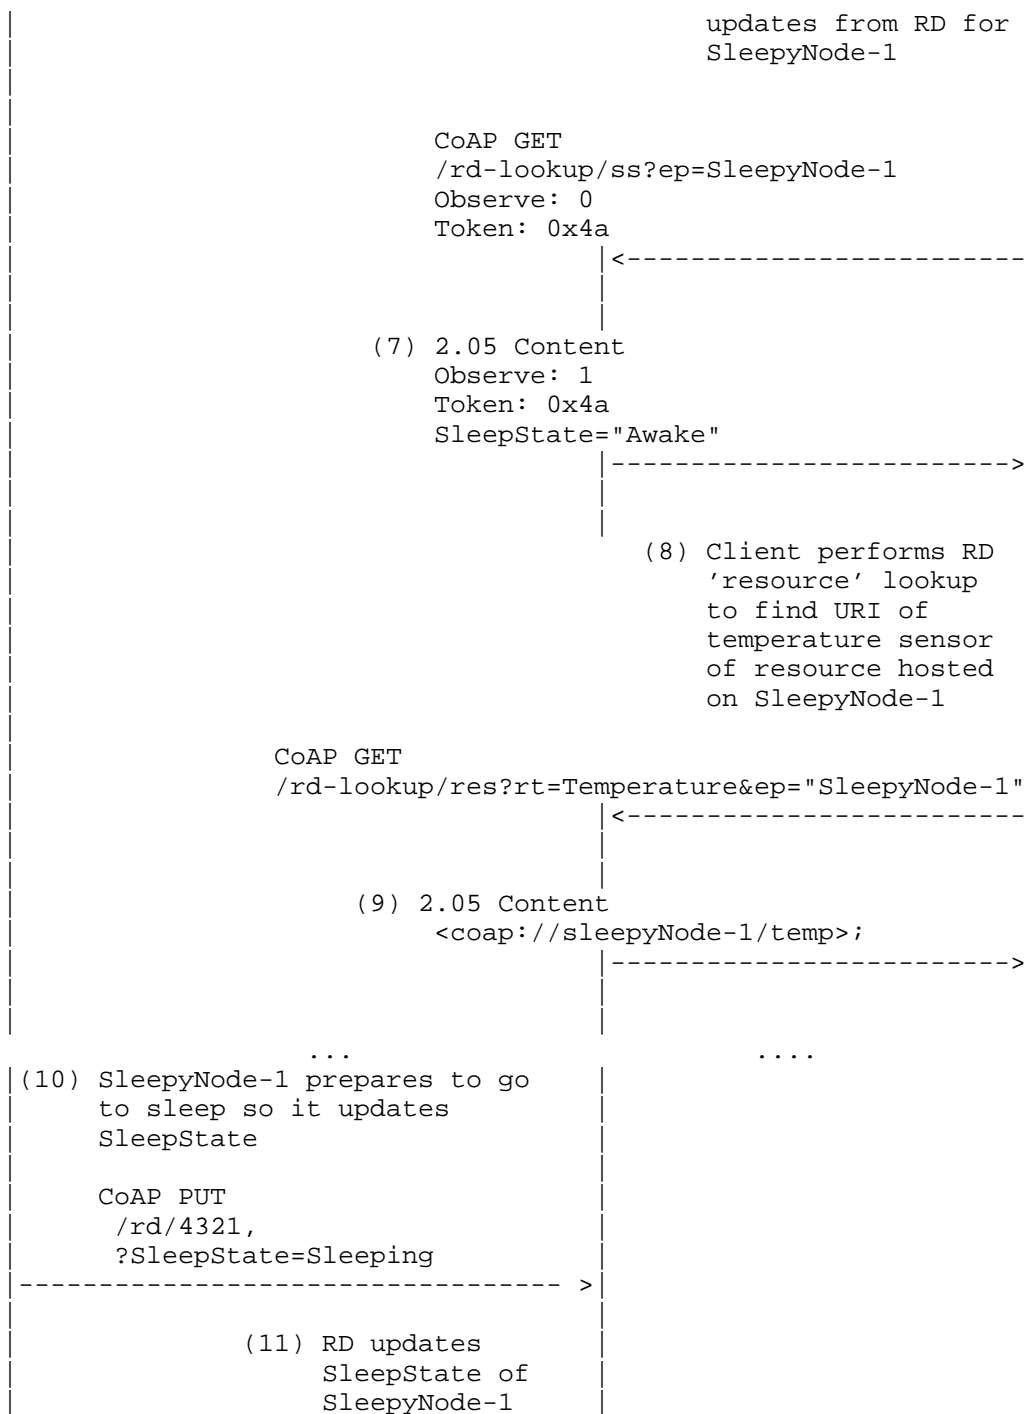 updates from RD for
SleepyNode-1
CoAP GET
/rd-lookup/ss?ep=SleepyNode-1
Observe: 0
Token: 0x4a
(7) 2.05 Content
Observe: 1
Token: 0x4a
SleepState="Awake"
(8) Client performs RD
'resource' lookup
to find URI of
temperature sensor
of resource hosted
on SleepyNode-1
CoAP GET
/rd-lookup/res?rt=Temperature&ep="SleepyNode-1"
(9) 2.05 Content
<coap://sleepyNode-1/temp>;
... ....
(10) SleepyNode-1 prepares to go
to sleep so it updates
SleepState
CoAP PUT
/rd/4321,
?SleepState=Sleeping
(11) RD updates
SleepState of
SleepyNode-1